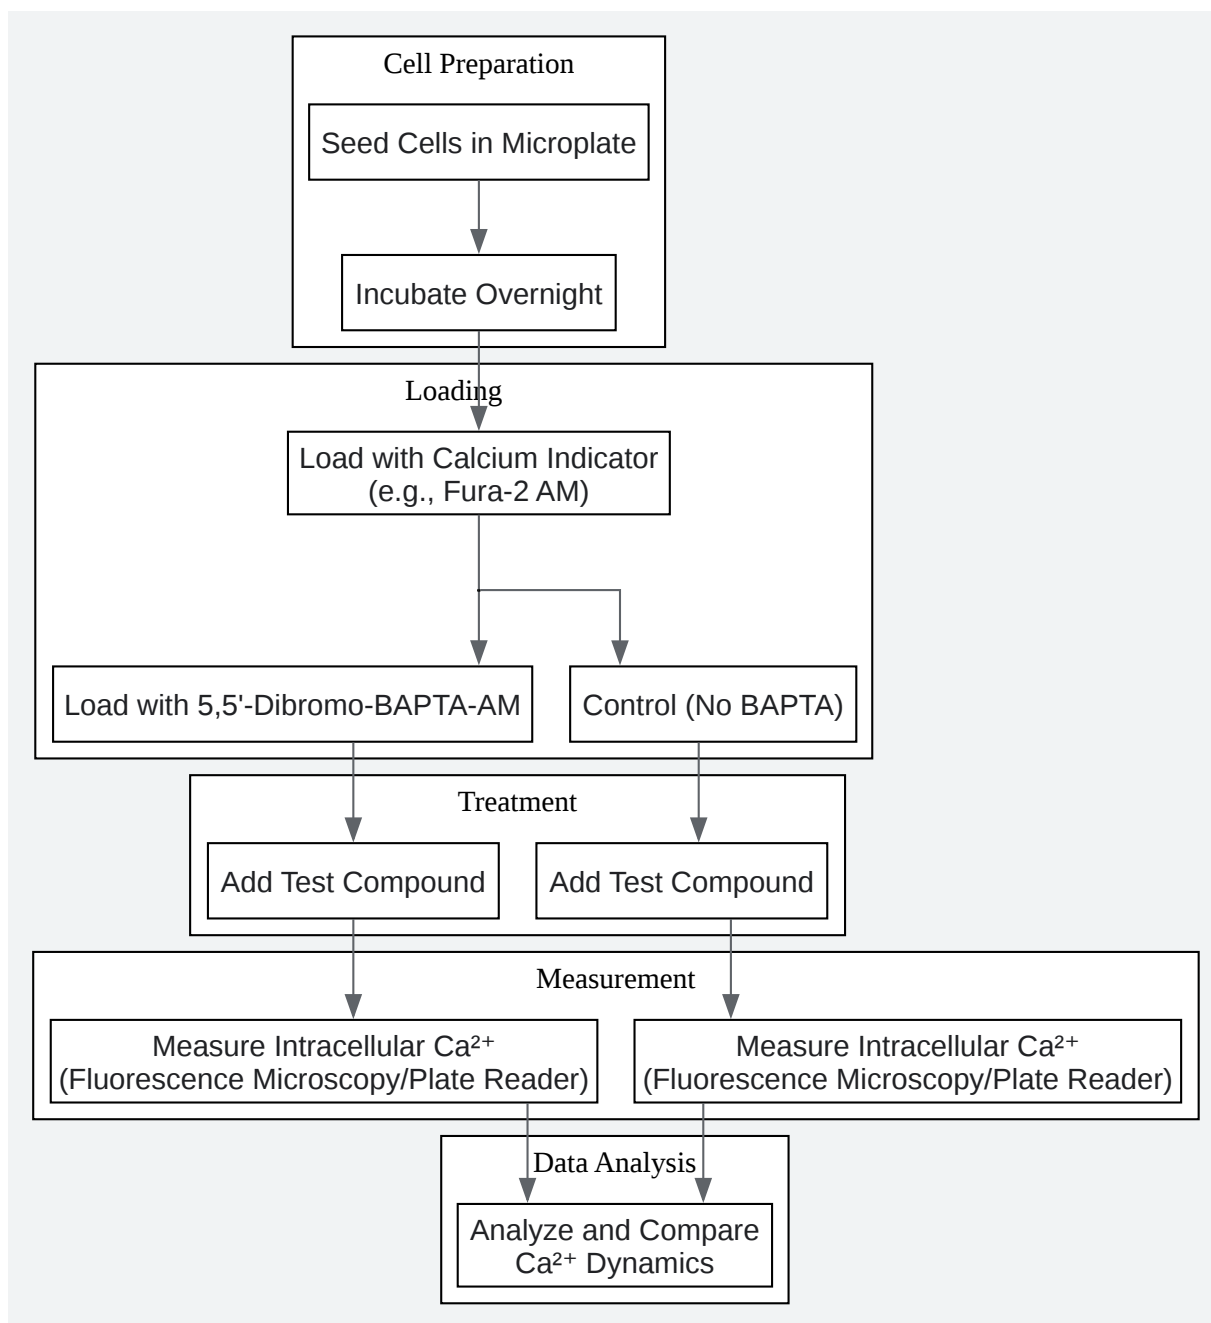 Cell Preparation
Seed Cells in Microplate
Incubate Overnight
Loading
Load with Calcium Indicator
(e.g., Fura-2 AM)
Load with 5,5'-Dibromo-BAPTA-AM
Control (No BAPTA)
Treatment
Add Test Compound
Add Test Compound
Measurement
Measure Intracellular Ca²⁺
(Fluorescence Microscopy/Plate Reader)
Measure Intracellular Ca²⁺
(Fluorescence Microscopy/Plate Reader)
Data Analysis
Analyze and Compare
Ca²⁺ Dynamics